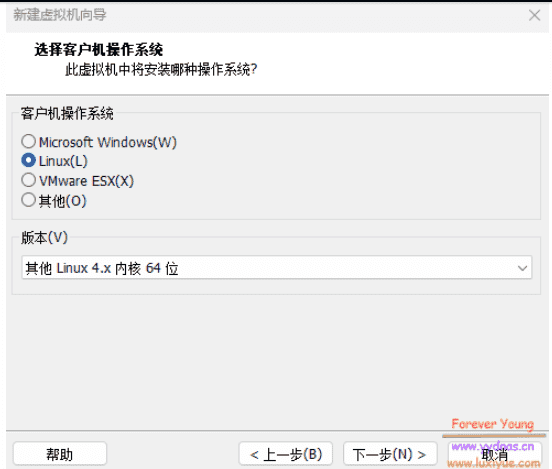 新建虚拟机向导
选择客户机操作系统
此虚拟机中将安装哪种操作系统?
客户机操作系统
Microsoft Windows(W)
Linux(L)
VMware ESX(X)
其他(O)
版本(V)
其他 Linux 4.x 内核 64 位
Forever Young
帮助
< 上一步(B)
下一步(N) >
取消
www.luxiyue.com